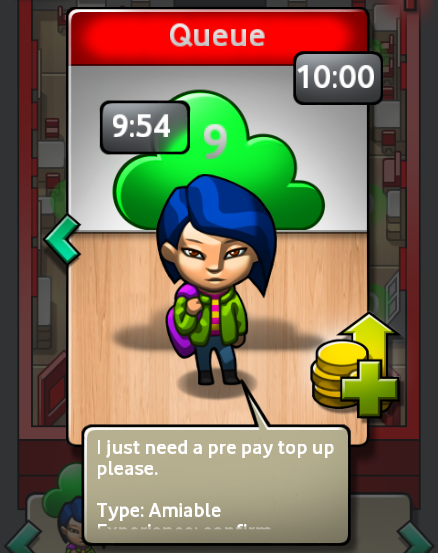 Queue
10:00
9:54
9
I just need a pre pay top up
please.
Type: Amiable